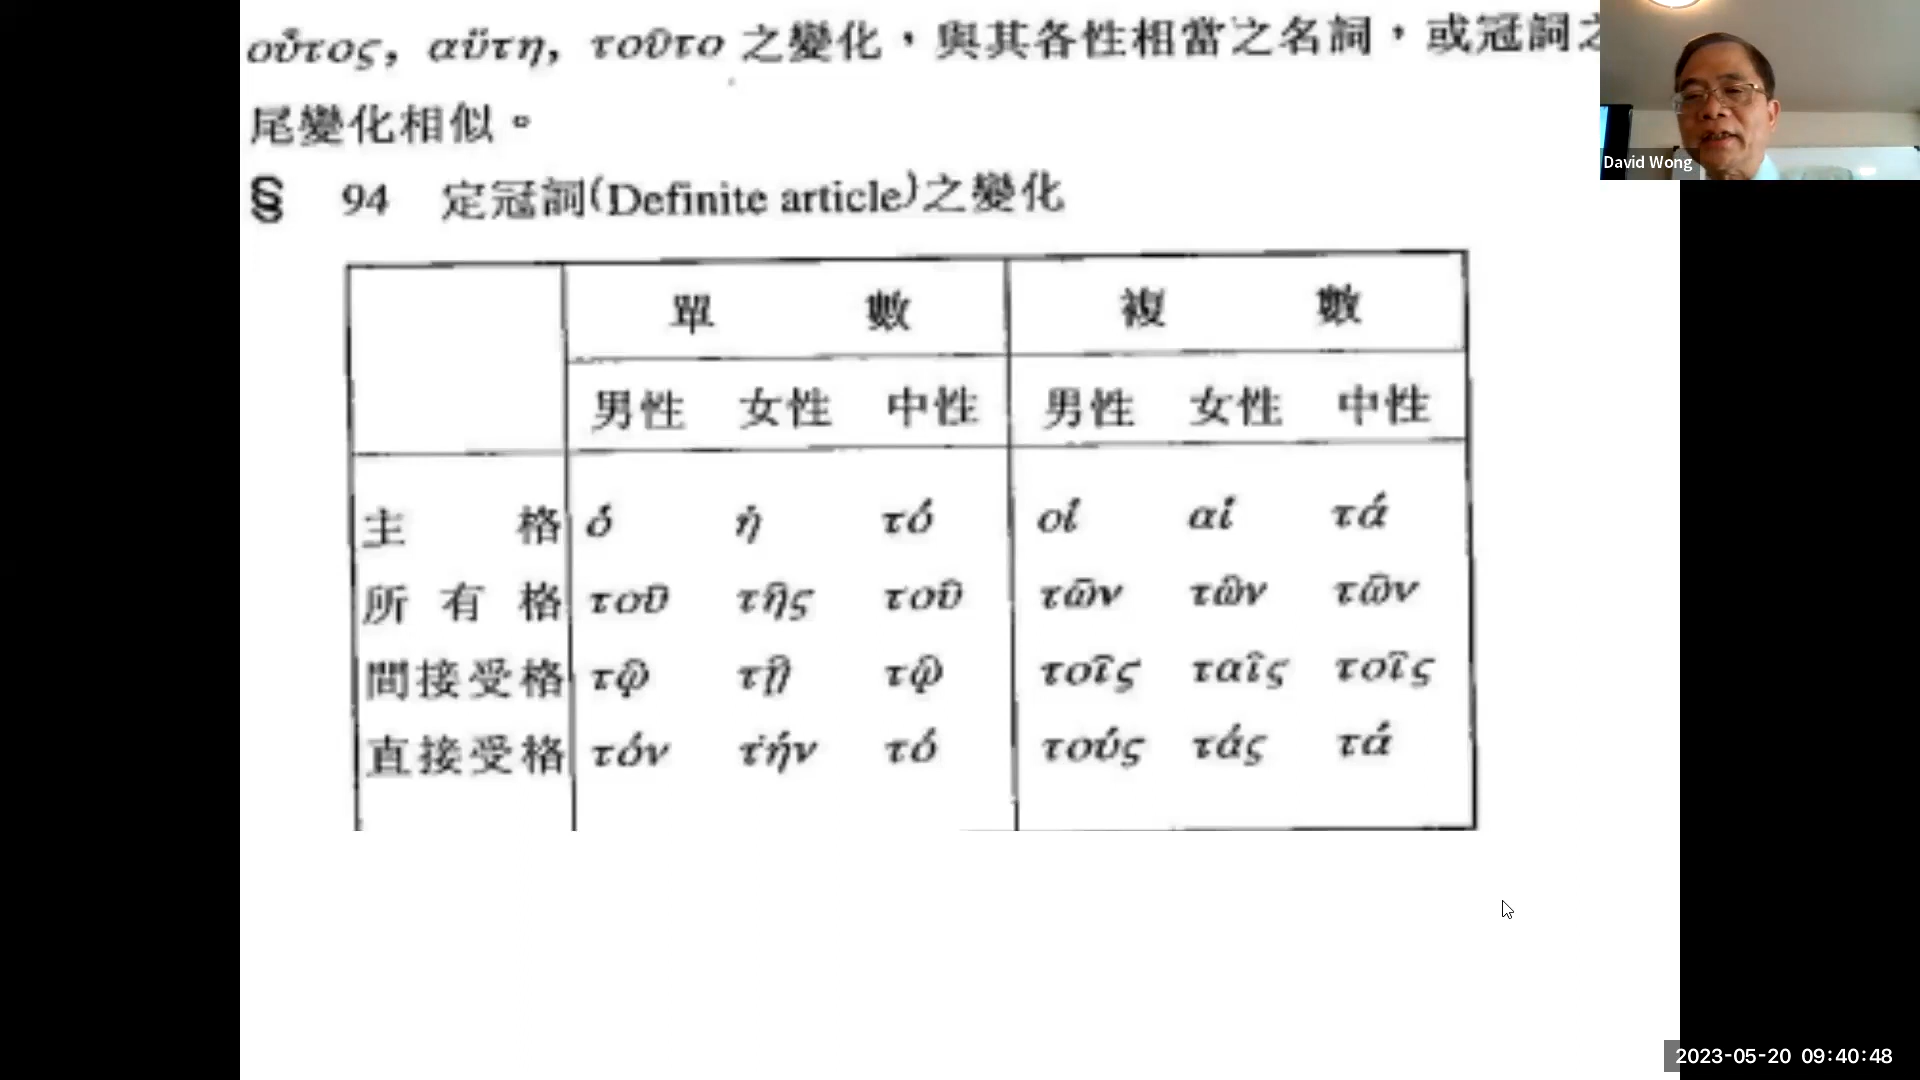 οὗτος, αὕτη, τοῦτο 之變化，與其各性相當之名詞，或冠詞之
尾變化相似。
§ 94 定冠詞(Definite article)之變化
單數 複數
男性 女性 中性 男性 女性 中性
主格 ὁ ἡ τό οἱ αἱ τά
所有格 τοῦ τῆς τοῦ τῶν τῶν τῶν
間接受格 τῷ τῇ τῷ τοῖς ταῖς τοῖς
直接受格 τόν τήν τό τούς τάς τά
David Wong
2023-05-20 09:40:48